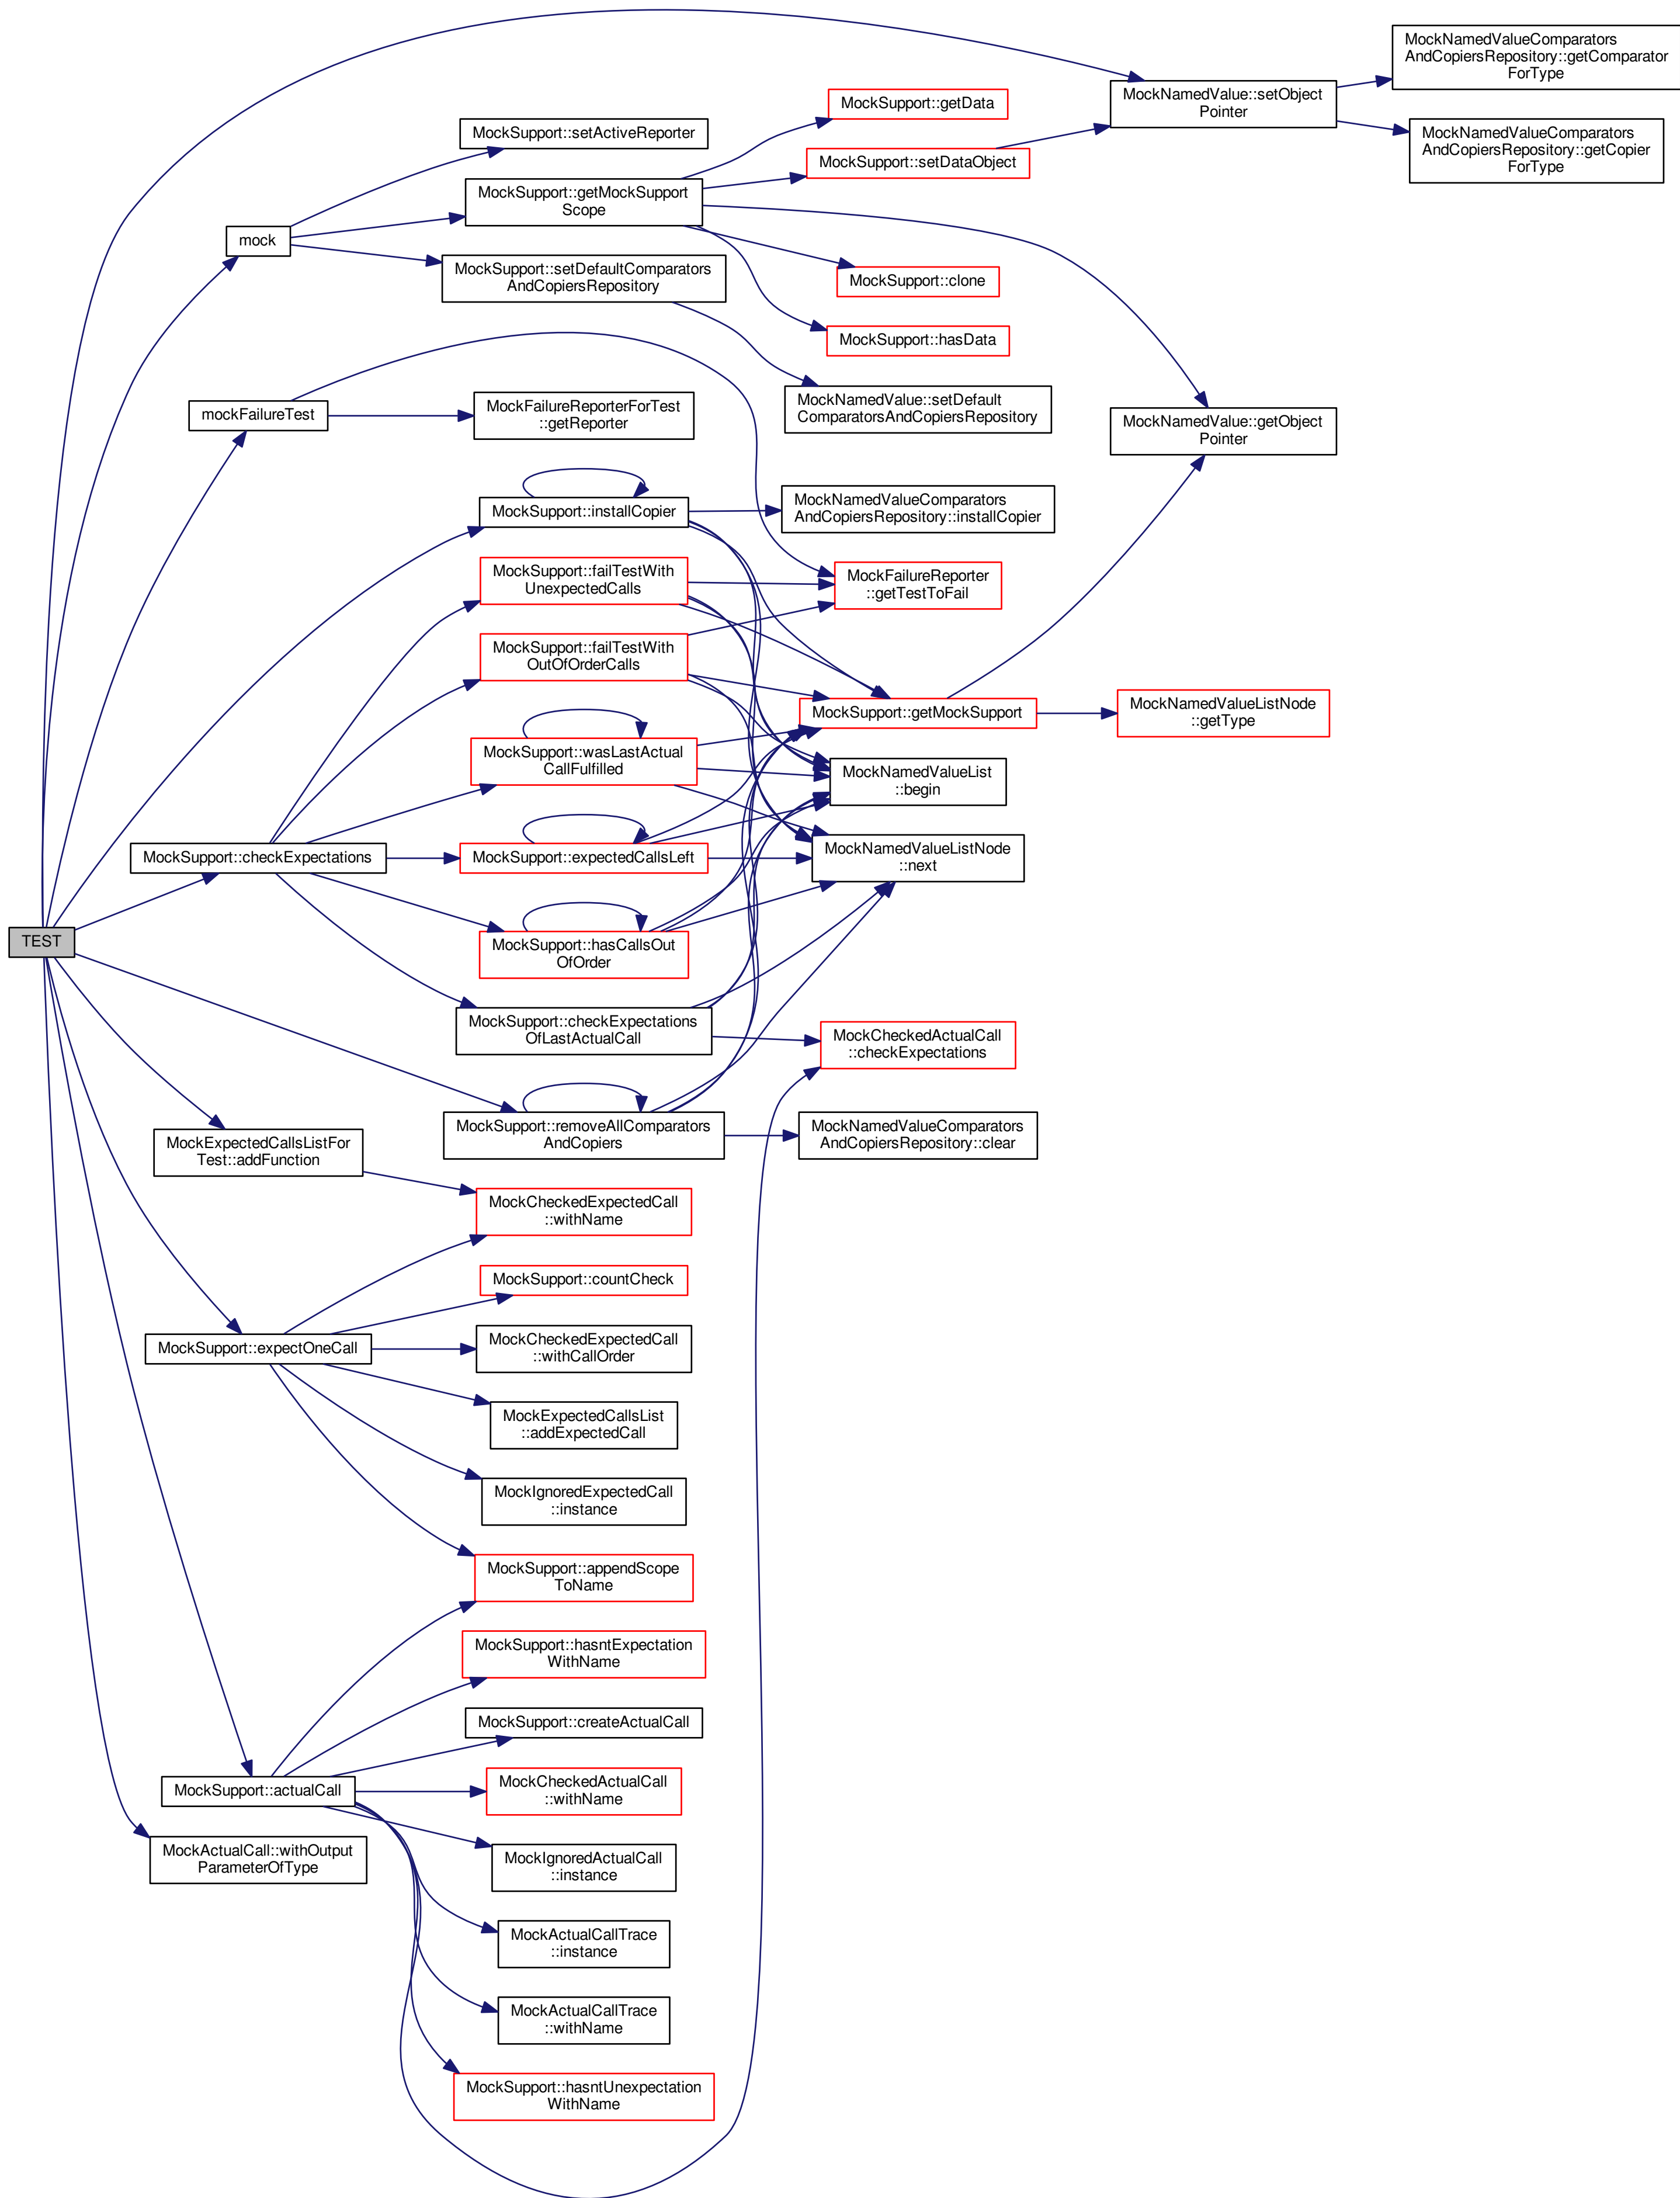 MockNamedValueComparators
AndCopiersRepository::getComparator
ForType
MockNamedValue::setObject
Pointer
MockSupport::getData
MockSupport::setActiveReporter
MockNamedValueComparators
AndCopiersRepository::getCopier
ForType
MockSupport::setDataObject
MockSupport::getMockSupport
Scope
mock
MockSupport::setDefaultComparators
AndCopiersRepository
MockSupport::clone
MockSupport::hasData
MockNamedValue::setDefault
ComparatorsAndCopiersRepository
mockFailureTest
MockFailureReporterForTest
::getReporter
MockNamedValue::getObject
Pointer
MockSupport::installCopier
MockNamedValueComparators
AndCopiersRepository::installCopier
MockSupport::failTestWith
UnexpectedCalls
MockFailureReporter
::getTestToFail
MockSupport::failTestWith
OutOfOrderCalls
MockSupport::getMockSupport
MockNamedValueListNode
::getType
MockSupport::wasLastActual
CallFulfilled
MockNamedValueList
::begin
MockSupport::checkExpectations
MockSupport::expectedCallsLeft
MockNamedValueListNode
::next
TEST
MockSupport::hasCallsOut
OfOrder
MockSupport::checkExpectations
OfLastActualCall
MockCheckedActualCall
::checkExpectations
MockSupport::removeAllComparators
AndCopiers
MockNamedValueComparators
AndCopiersRepository::clear
MockExpectedCallsListFor
Test::addFunction
MockCheckedExpectedCall
::withName
MockSupport::countCheck
MockSupport::expectOneCall
MockCheckedExpectedCall
::withCallOrder
MockExpectedCallsList
::addExpectedCall
MockIgnoredExpectedCall
::instance
MockSupport::appendScope
ToName
MockSupport::hasntExpectation
WithName
MockSupport::createActualCall
MockSupport::actualCall
MockCheckedActualCall
::withName
MockActualCall::withOutput
ParameterOfType
MockIgnoredActualCall
::instance
MockActualCallTrace
::instance
MockActualCallTrace
::withName
MockSupport::hasntUnexpectation
WithName